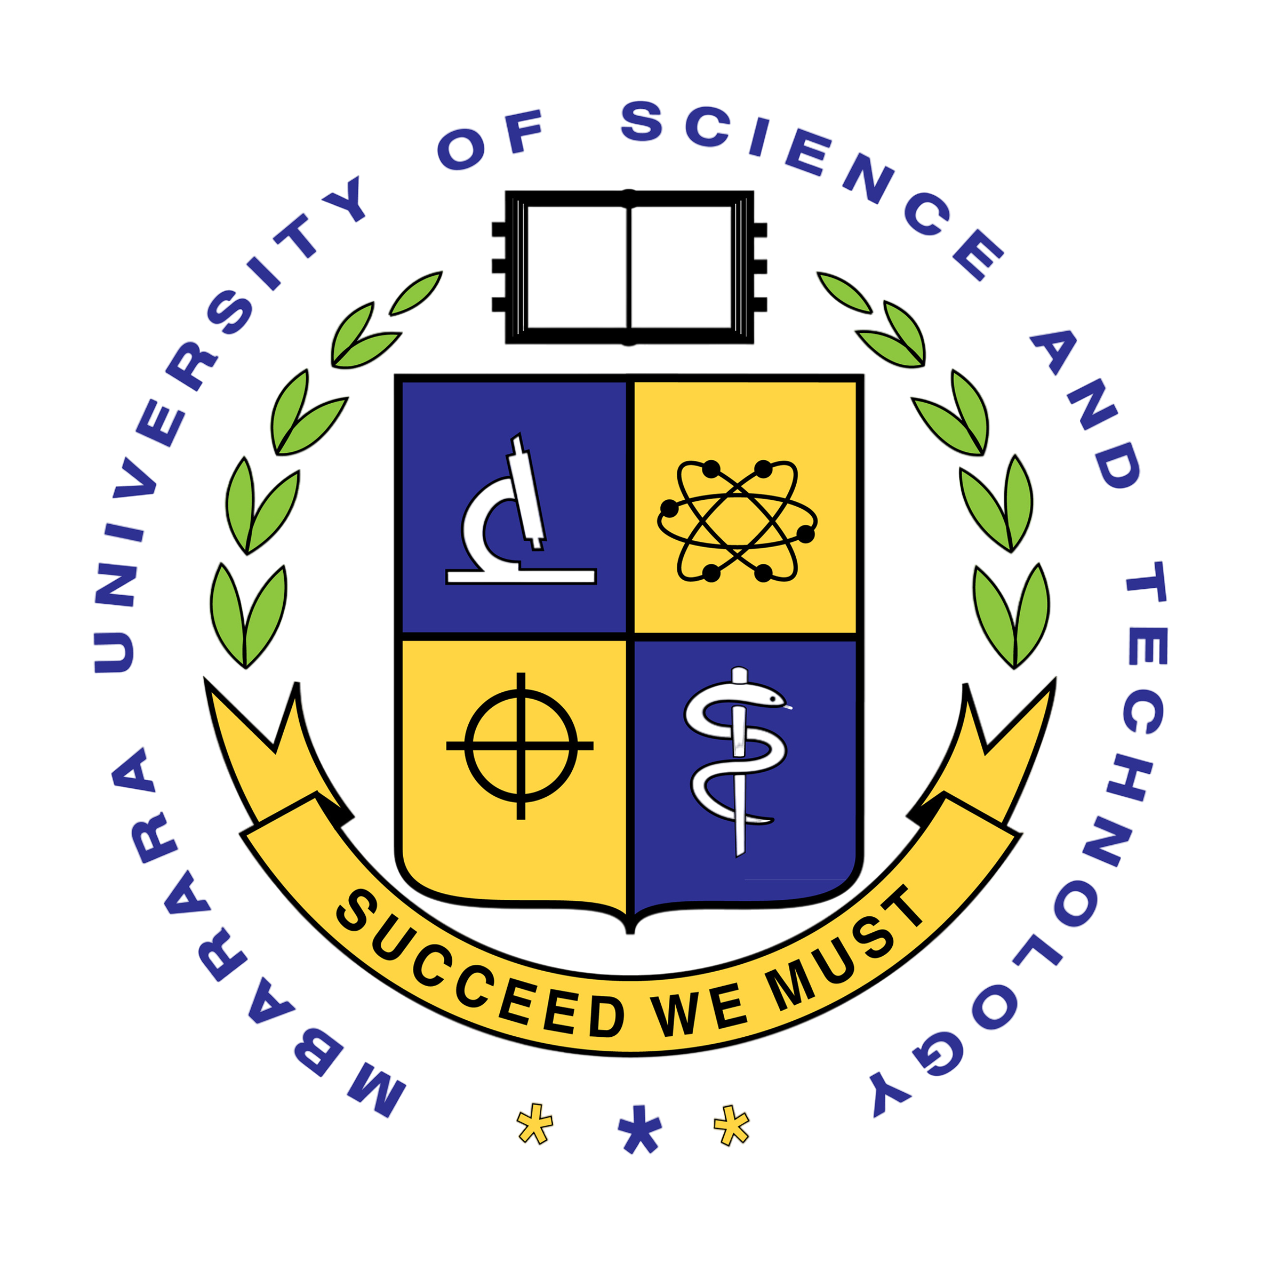 MBARARA UNIVERSITY OF SCIENCE AND TECHNOLOGY
SUCCEED WE MUST